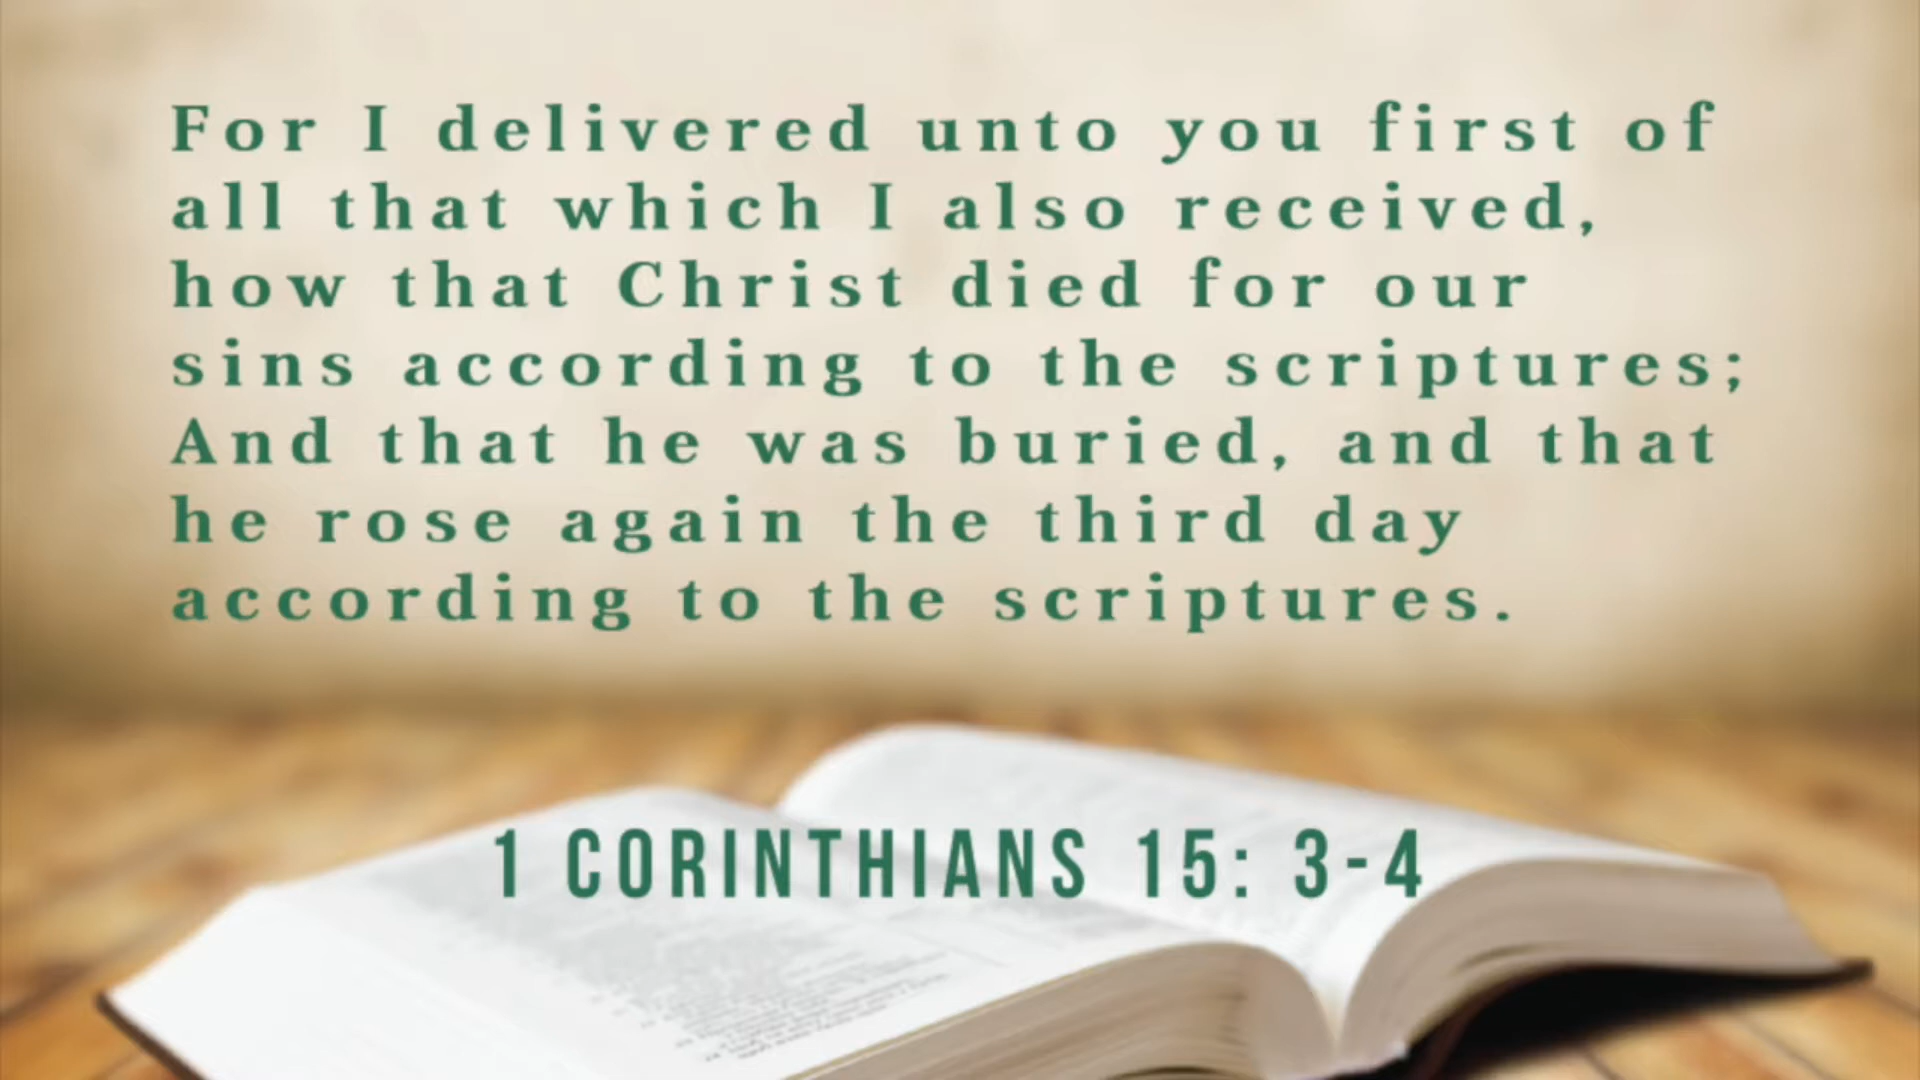 For I delivered unto you first of
all that which I also received,
how that Christ died for our
sins according to the scriptures;
And that he was buried, and that
he rose again the third day
according to the scriptures.
1 CORINTHIANS 15: 3-4